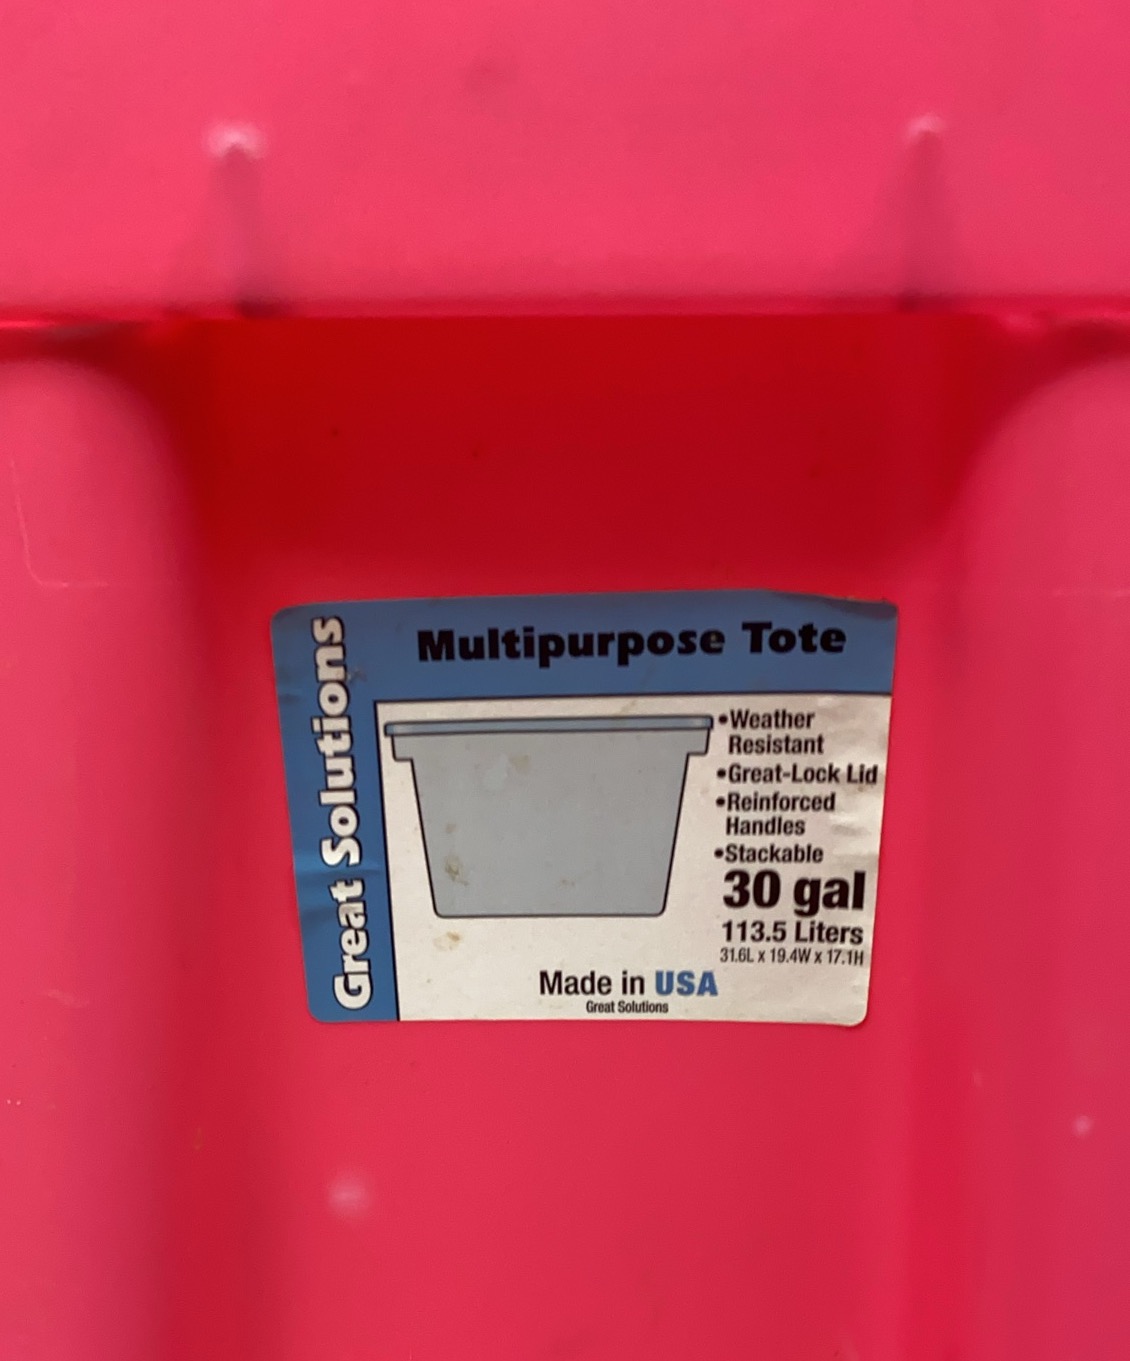 Great Solutions
Multipurpose Tote
•Weather
Resistant
•Great-Lock Lid
•Reinforced
Handles
•Stackable
30 gal
113.5 Liters
31.6L x 19.4W x 17.1H
Made in USA
Great Solutions